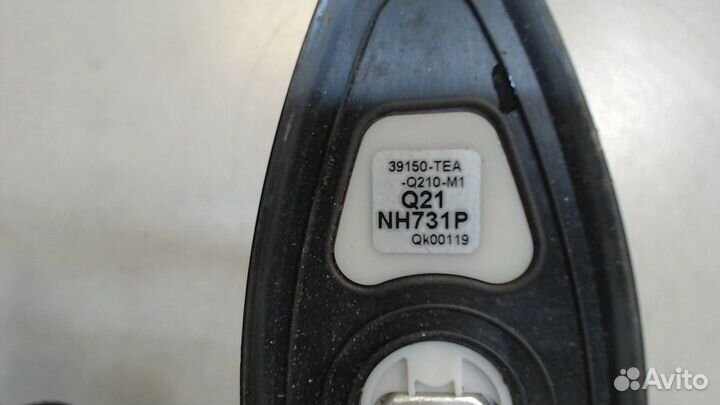 39150-TEA
-Q210-M1
Q21
NH731P
Qk00119
Avito